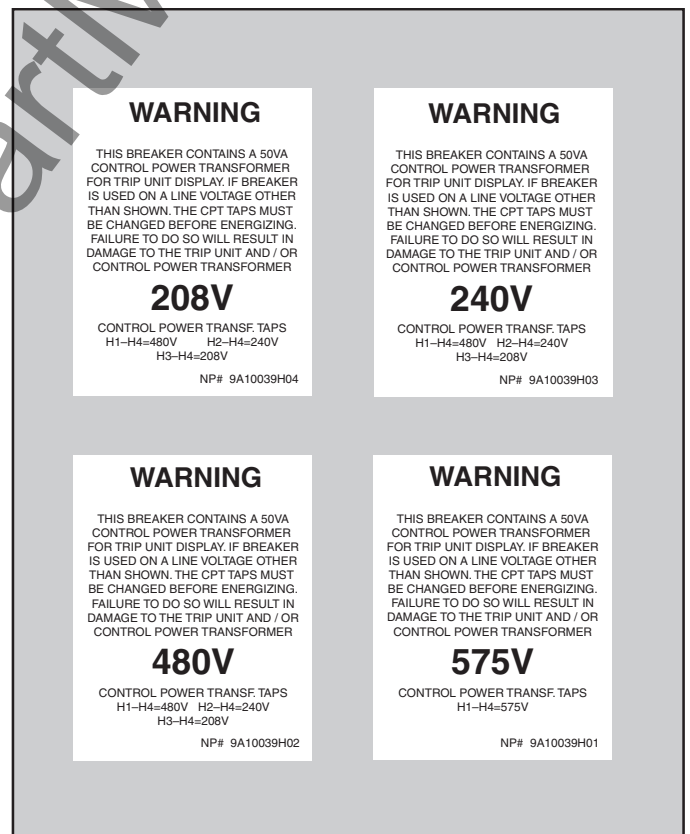 WARNING
THIS BREAKER CONTAINS A 50VA
CONTROL POWER TRANSFORMER
FOR TRIP UNIT DISPLAY. IF BREAKER
IS USED ON A LINE VOLTAGE OTHER
THAN SHOWN. THE CPT TAPS MUST
BE CHANGED BEFORE ENERGIZING.
FAILURE TO DO SO WILL RESULT IN
DAMAGE TO THE TRIP UNIT AND / OR
CONTROL POWER TRANSFORMER
208V
CONTROL POWER TRANSF. TAPS
H1–H4=480V H2–H4=240V
H3–H4=208V
NP# 9A10039H04
WARNING
THIS BREAKER CONTAINS A 50VA
CONTROL POWER TRANSFORMER
FOR TRIP UNIT DISPLAY. IF BREAKER
IS USED ON A LINE VOLTAGE OTHER
THAN SHOWN. THE CPT TAPS MUST
BE CHANGED BEFORE ENERGIZING.
FAILURE TO DO SO WILL RESULT IN
DAMAGE TO THE TRIP UNIT AND / OR
CONTROL POWER TRANSFORMER
240V
CONTROL POWER TRANSF. TAPS
H1–H4=480V H2–H4=240V
H3–H4=208V
NP# 9A10039H03
WARNING
THIS BREAKER CONTAINS A 50VA
CONTROL POWER TRANSFORMER
FOR TRIP UNIT DISPLAY. IF BREAKER
IS USED ON A LINE VOLTAGE OTHER
THAN SHOWN. THE CPT TAPS MUST
BE CHANGED BEFORE ENERGIZING.
FAILURE TO DO SO WILL RESULT IN
DAMAGE TO THE TRIP UNIT AND / OR
CONTROL POWER TRANSFORMER
480V
CONTROL POWER TRANSF. TAPS
H1–H4=480V H2–H4=240V
H3–H4=208V
NP# 9A10039H02
WARNING
THIS BREAKER CONTAINS A 50VA
CONTROL POWER TRANSFORMER
FOR TRIP UNIT DISPLAY. IF BREAKER
IS USED ON A LINE VOLTAGE OTHER
THAN SHOWN. THE CPT TAPS MUST
BE CHANGED BEFORE ENERGIZING.
FAILURE TO DO SO WILL RESULT IN
DAMAGE TO THE TRIP UNIT AND / OR
CONTROL POWER TRANSFORMER
575V
CONTROL POWER TRANSF. TAPS
H1–H4=575V
NP# 9A10039H01